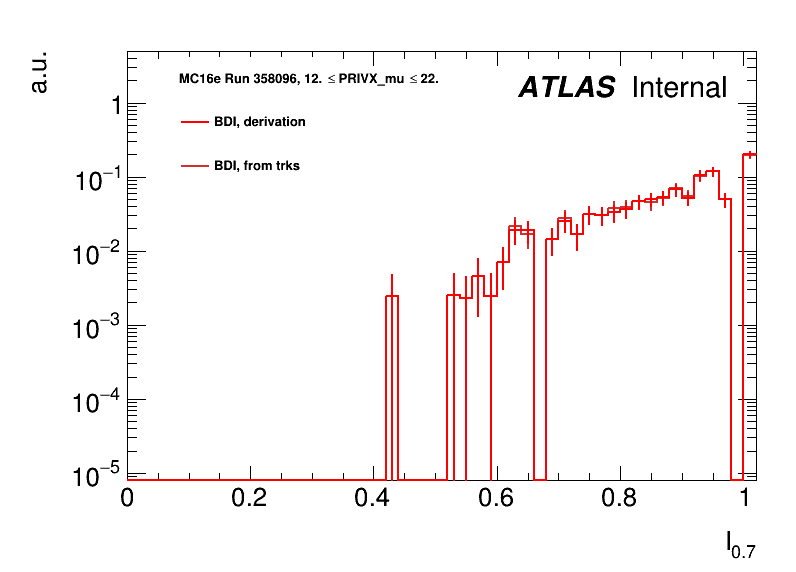 a.u.
MC16e Run 358096, 12. ≤ PRIVX_mu ≤ 22.
ATLAS Internal
BDI, derivation
BDI, from trks
1
10⁻¹
10⁻²
10⁻³
10⁻⁴
10⁻⁵
0 0.2 0.4 0.6 0.8 1
I₀.₇